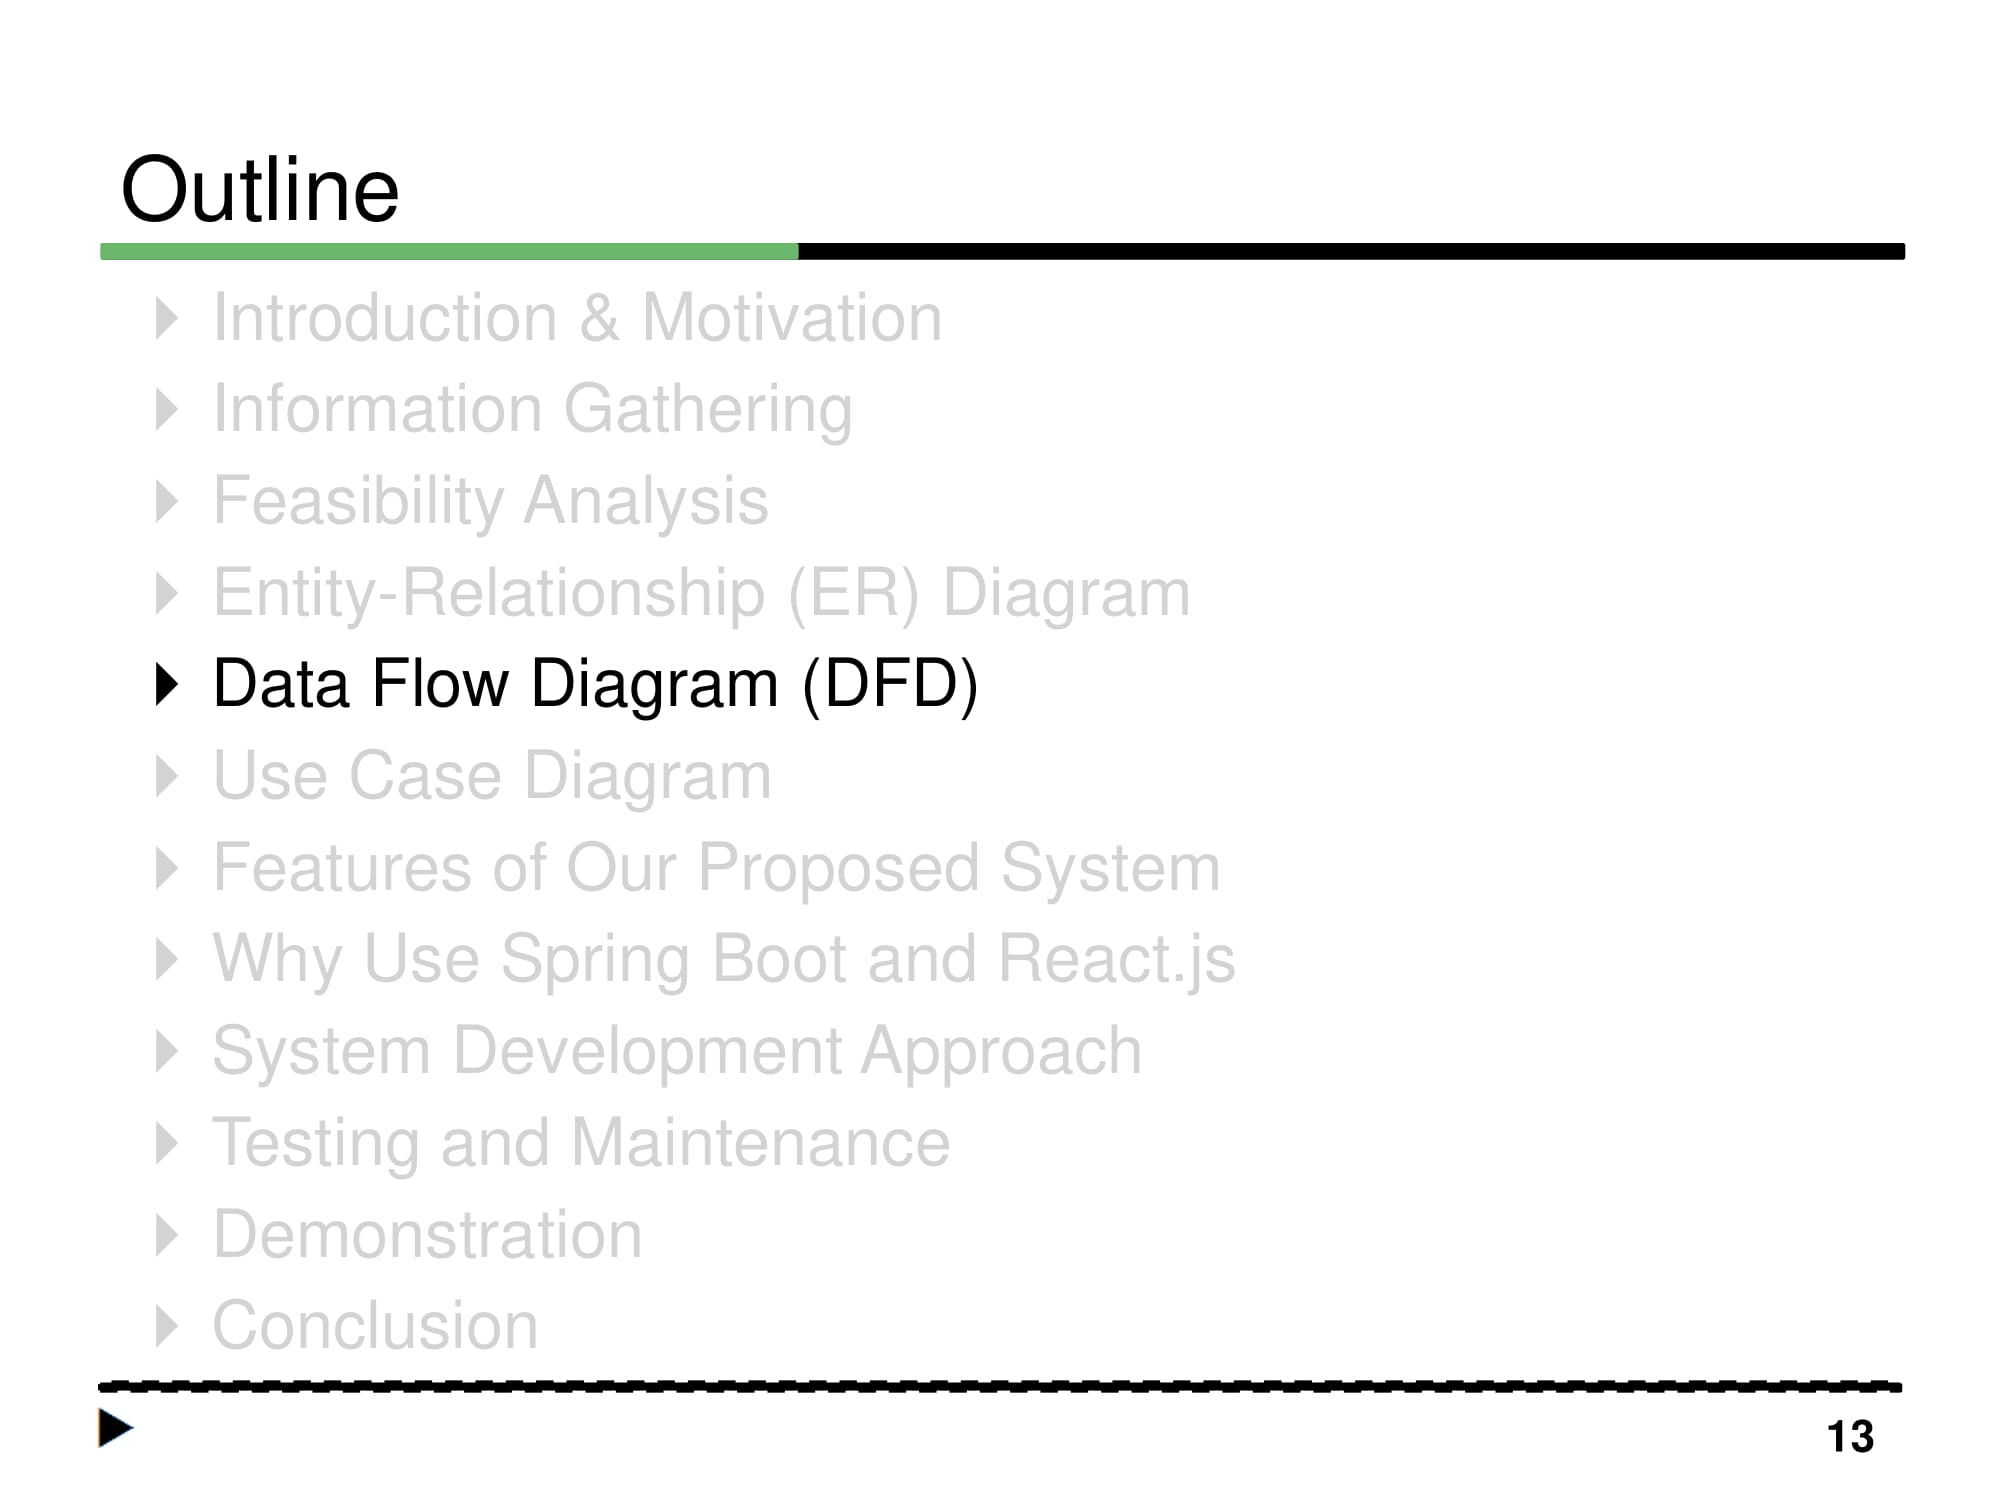 Outline
Introduction & Motivation
Information Gathering
Feasibility Analysis
Entity-Relationship (ER) Diagram
Data Flow Diagram (DFD)
Use Case Diagram
Features of Our Proposed System
Why Use Spring Boot and React.js
System Development Approach
Testing and Maintenance
Demonstration
Conclusion
13